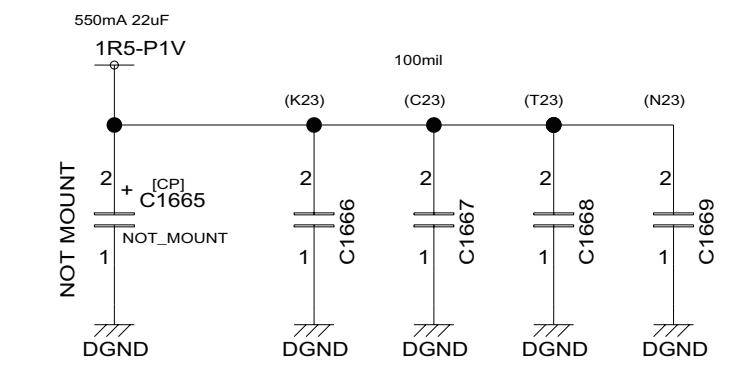 550mA 22uF
1R5-P1V
100mil
(K23)
(C23)
(T23)
(N23)
NOT MOUNT
2
+
[CP]
C1665
NOT_MOUNT
1
2
C1666
1
2
C1667
1
2
C1668
1
2
C1669
1
DGND
DGND
DGND
DGND
DGND